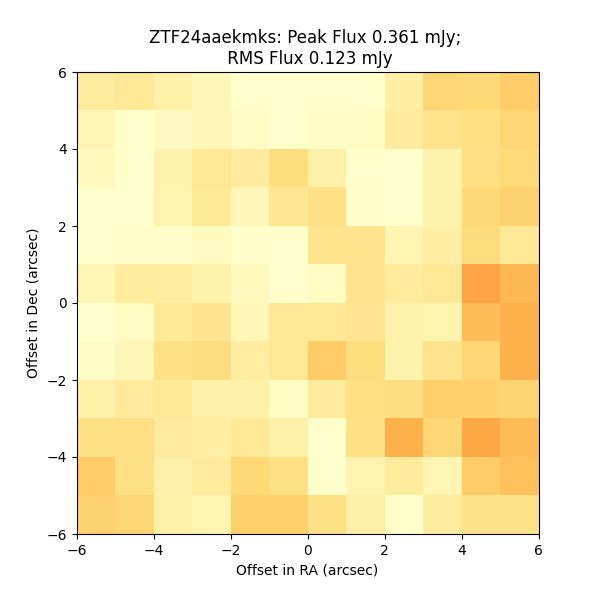 ZTF24aaekmks: Peak Flux 0.361 mJy;
RMS Flux 0.123 mJy
6
4
2
0
−2
−4
−6
Offset in Dec (arcsec)
−6 −4 −2 0 2 4 6
Offset in RA (arcsec)